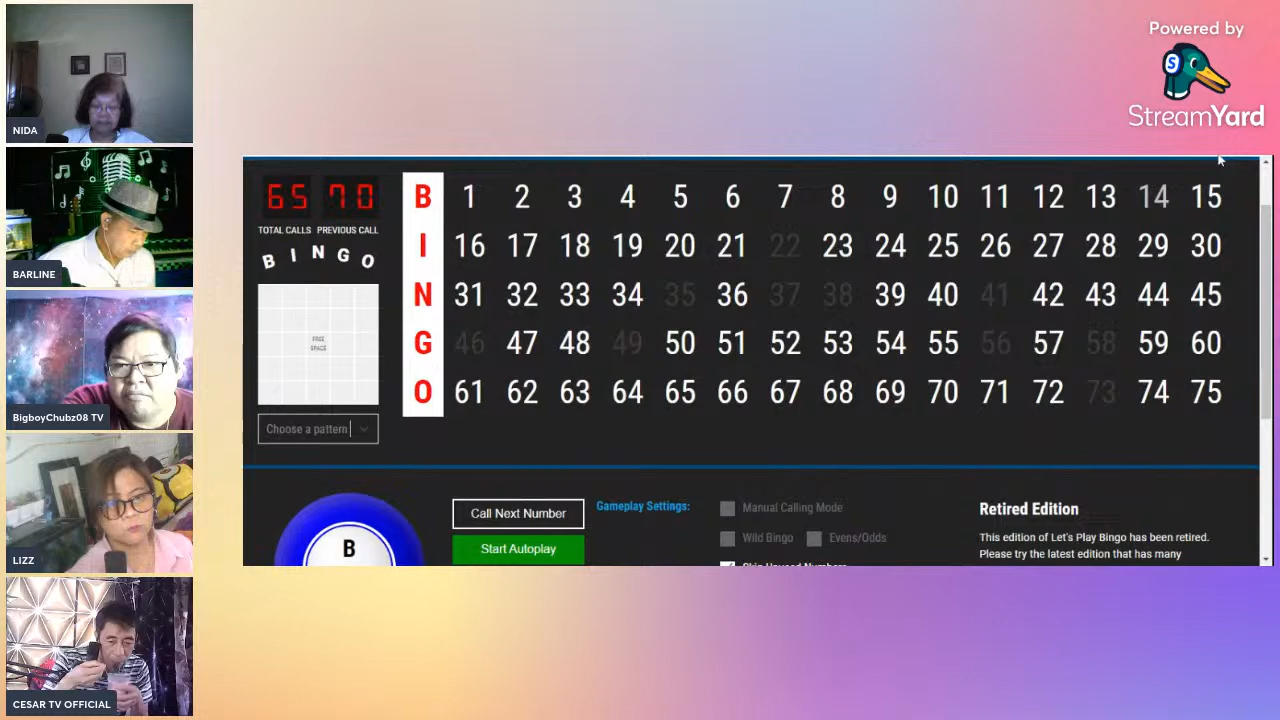 NIDA
BARLINE
BigboyChubz08 TV
LIZZ
CESAR TV OFFICIAL
Powered by
S
StreamYard
65 70
TOTAL CALLS PREVIOUS CALL
B I N G O
FREE
SPACE
Choose a pattern
B 1 2 3 4 5 6 7 8 9 10 11 12 13 14 15
I 16 17 18 19 20 21 22 23 24 25 26 27 28 29 30
N 31 32 33 34 35 36 37 38 39 40 41 42 43 44 45
G 46 47 48 49 50 51 52 53 54 55 56 57 58 59 60
O 61 62 63 64 65 66 67 68 69 70 71 72 73 74 75
B
Call Next Number
Start Autoplay
Gameplay Settings:
Manual Calling Mode
Wild Bingo Evens/Odds
Skip Unused Numbers
Retired Edition
This edition of Let's Play Bingo has been retired.
Please try the latest edition that has many